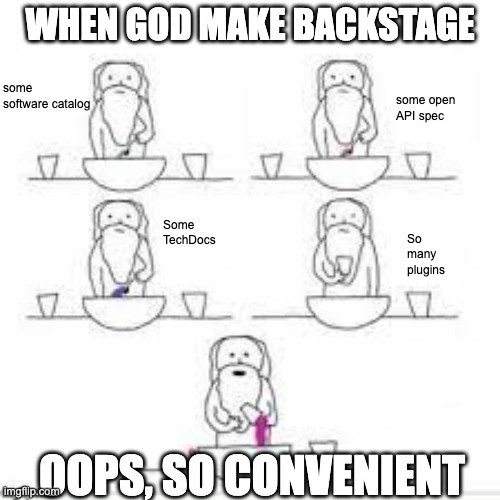 WHEN GOD MAKE BACKSTAGE
some
software catalog
some open
API spec
Some
TechDocs
So
many
plugins
OOPS, SO CONVENIENT
imgflip.com